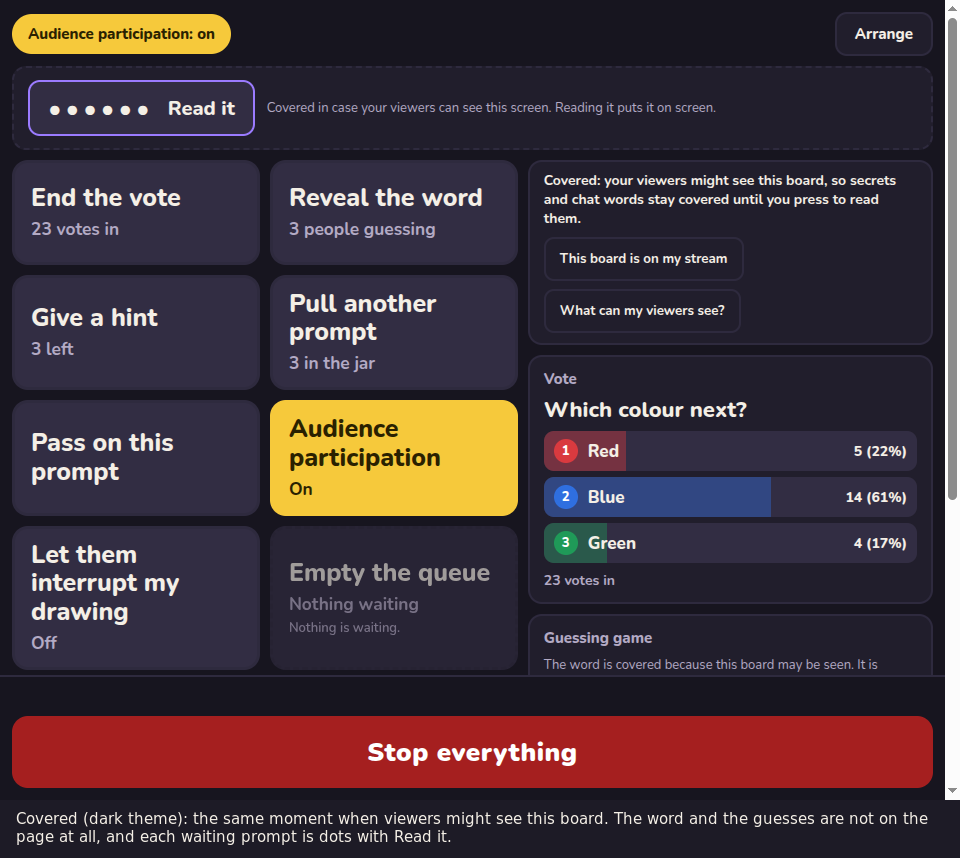 Audience participation: on
Arrange
●●●●●● Read it
Covered in case your viewers can see this screen. Reading it puts it on screen.
End the vote
23 votes in
Reveal the word
3 people guessing
Give a hint
3 left
Pull another
prompt
3 in the jar
Pass on this
prompt
Audience
participation
On
Let them
interrupt my
drawing
Off
Empty the queue
Nothing waiting
Nothing is waiting.
Covered: your viewers might see this board, so secrets
and chat words stay covered until you press to read
them.
This board is on my stream
What can my viewers see?
Vote
Which colour next?
1 Red 5 (22%)
2 Blue 14 (61%)
3 Green 4 (17%)
23 votes in
Guessing game
The word is covered because this board may be seen. It is
Stop everything
Covered (dark theme): the same moment when viewers might see this board. The word and the guesses are not on the
page at all, and each waiting prompt is dots with Read it.